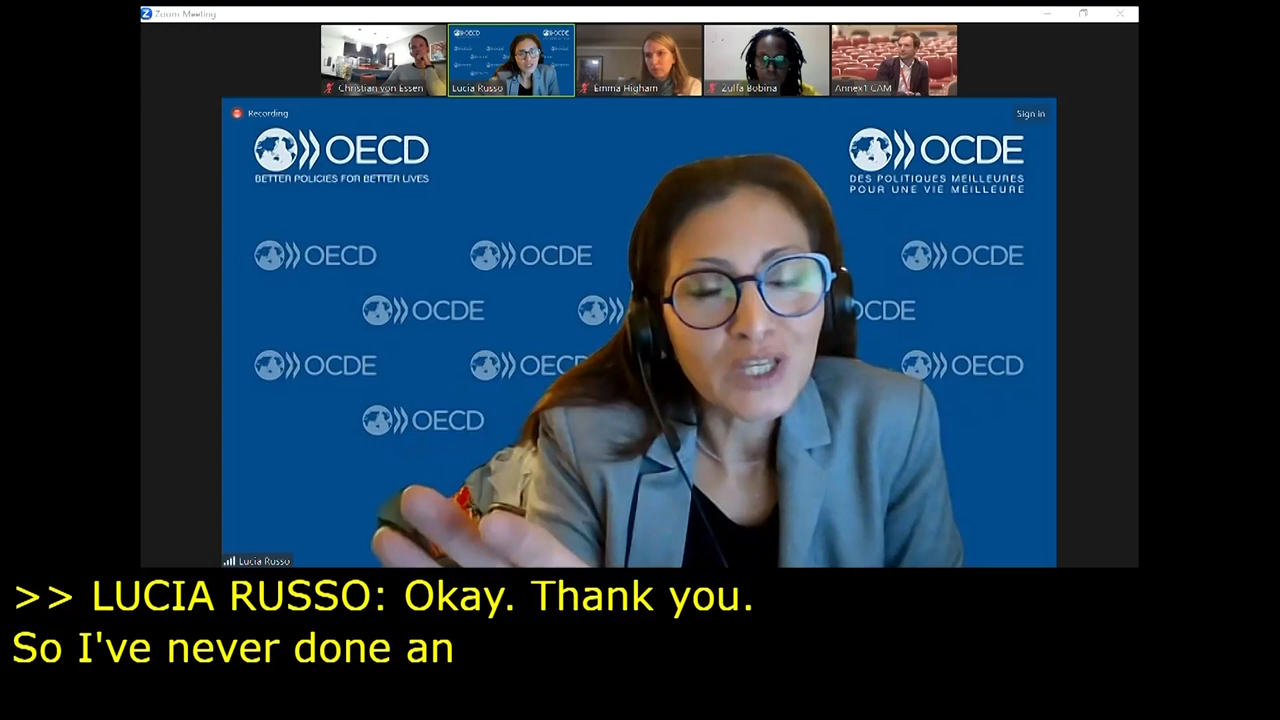 Zoom Meeting
Christian von Essen
OECD
OCDE
Lucia Russo
Emma Higham
Zulfa Bobina
Annex1 CAM
Recording
Sign in
OECD
BETTER POLICIES FOR BETTER LIVES
OCDE
DES POLITIQUES MEILLEURES
POUR UNE VIE MEILLEURE
OECD
OCDE
OCDE
OCDE
OCDE
OECD
OECD
OECD
OECD
Lucia Russo
>> LUCIA RUSSO: Okay. Thank you.
So I've never done an